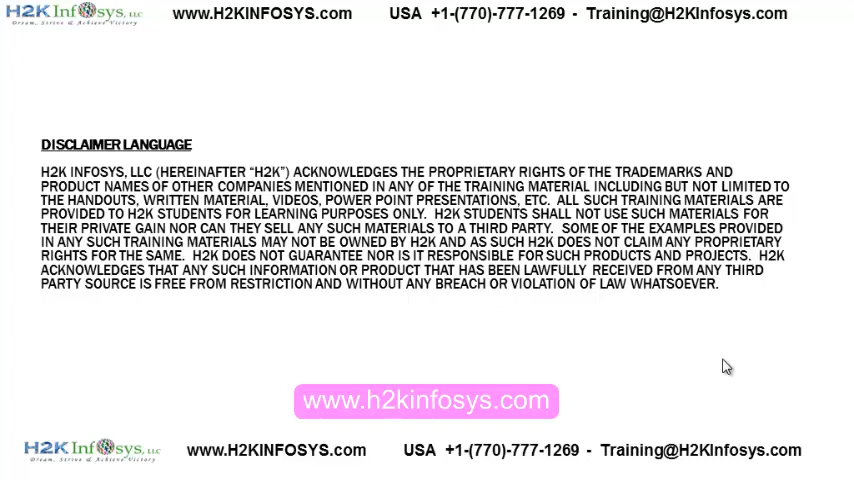 H2K Infosys, LLC
Dream, Strive & Achieve Victory
www.H2KINFOSYS.com USA +1-(770)-777-1269 - Training@H2KInfosys.com
DISCLAIMER LANGUAGE
H2K INFOSYS, LLC (HEREINAFTER “H2K”) ACKNOWLEDGES THE PROPRIETARY RIGHTS OF THE TRADEMARKS AND
PRODUCT NAMES OF OTHER COMPANIES MENTIONED IN ANY OF THE TRAINING MATERIAL INCLUDING BUT NOT LIMITED TO
THE HANDOUTS, WRITTEN MATERIAL, VIDEOS, POWER POINT PRESENTATIONS, ETC. ALL SUCH TRAINING MATERIALS ARE
PROVIDED TO H2K STUDENTS FOR LEARNING PURPOSES ONLY. H2K STUDENTS SHALL NOT USE SUCH MATERIALS FOR
THEIR PRIVATE GAIN NOR CAN THEY SELL ANY SUCH MATERIALS TO A THIRD PARTY. SOME OF THE EXAMPLES PROVIDED
IN ANY SUCH TRAINING MATERIALS MAY NOT BE OWNED BY H2K AND AS SUCH H2K DOES NOT CLAIM ANY PROPRIETARY
RIGHTS FOR THE SAME. H2K DOES NOT GUARANTEE NOR IS IT RESPONSIBLE FOR SUCH PRODUCTS AND PROJECTS. H2K
ACKNOWLEDGES THAT ANY SUCH INFORMATION OR PRODUCT THAT HAS BEEN LAWFULLY RECEIVED FROM ANY THIRD
PARTY SOURCE IS FREE FROM RESTRICTION AND WITHOUT ANY BREACH OR VIOLATION OF LAW WHATSOEVER.
www.h2kinfosys.com
H2K Infosys, LLC
Dream, Strive & Achieve Victory
www.H2KINFOSYS.com USA +1-(770)-777-1269 - Training@H2KInfosys.com